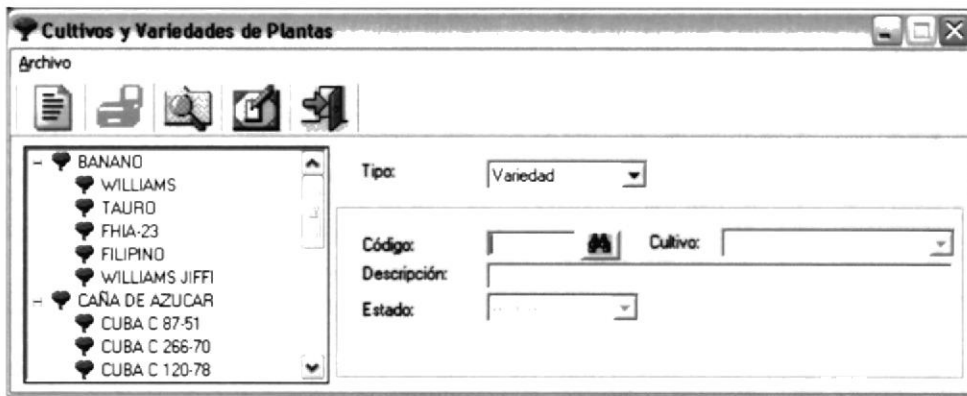 Cultivos y Variedades de Plantas
Archivo
BANANO
WILLIAMS
TAURO
FHIA-23
FILIPINO
WILLIAMS JIFFI
CAÑA DE AZUCAR
CUBA C 87-51
CUBA C 266-70
CUBA C 120-78
Tipo: Variedad
Código: Cultivo:
Descripción:
Estado: